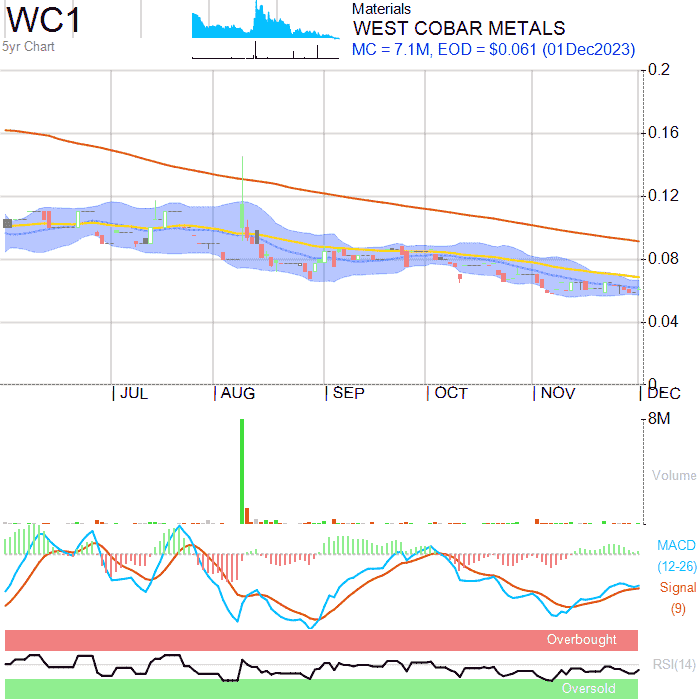 WC1
5yr Chart
Materials
WEST COBAR METALS
MC = 7.1M, EOD = $0.061 (01Dec2023)
0.2
0.16
0.12
0.08
0.04
0
JUL AUG SEP OCT NOV DEC
8M
Volume
MACD
(12-26)
Signal
(9)
Overbought
RSI(14)
Oversold